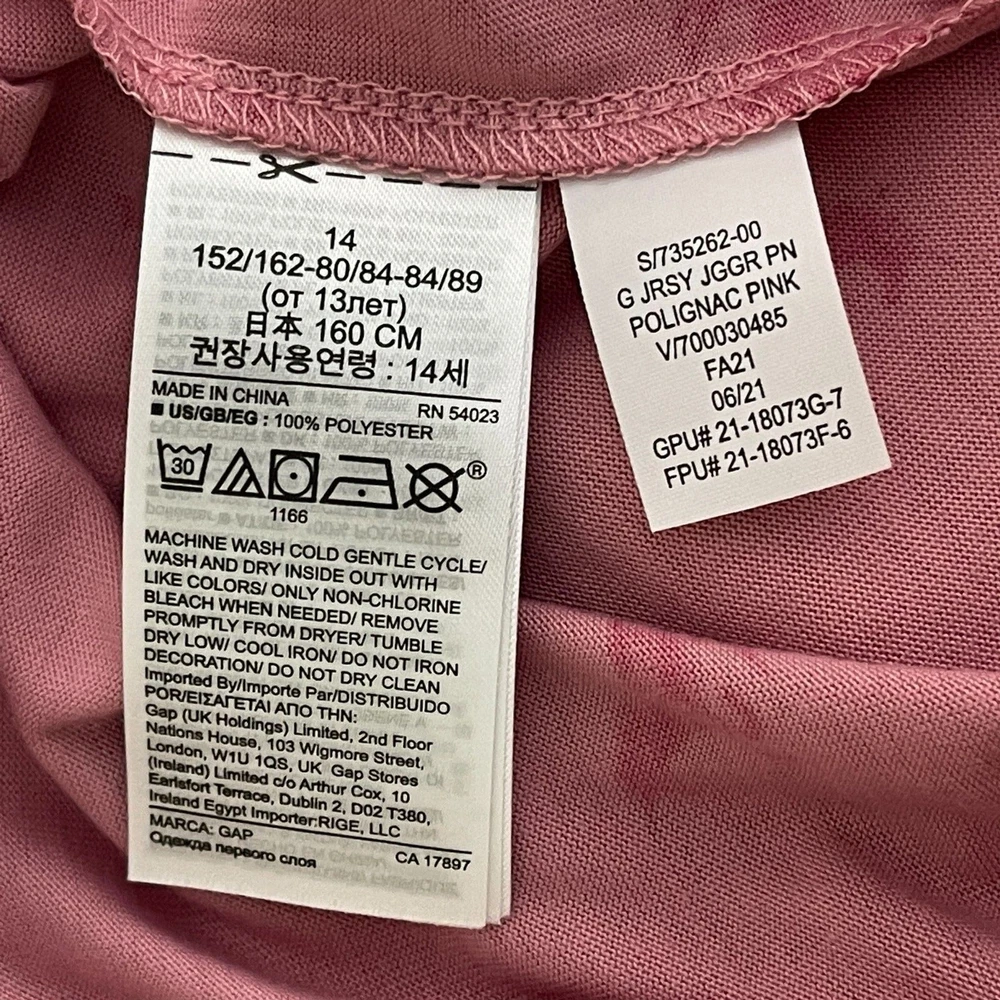 14
152/162-80/84-84/89
(от 13лет)
日本 160 CM
권장사용연령 : 14세
MADE IN CHINA
RN 54023
■ US/GB/EG : 100% POLYESTER
30
®
1166
MACHINE WASH COLD GENTLE CYCLE/
WASH AND DRY INSIDE OUT WITH
LIKE COLORS/ ONLY NON-CHLORINE
BLEACH WHEN NEEDED/ REMOVE
PROMPTLY FROM DRYER/ TUMBLE
DRY LOW/ COOL IRON/ DO NOT IRON
DECORATION/ DO NOT DRY CLEAN
Imported By/Importe Par/DISTRIBUIDO
POR/ΕΙΣΑΓΕΤΑΙ ΑΠΟ ΤΗΝ:
Gap (UK Holdings) Limited, 2nd Floor
Nations House, 103 Wigmore Street,
London, W1U 1QS, UK Gap Stores
(Ireland) Limited c/o Arthur Cox, 10
Earlsfort Terrace, Dublin 2, D02 T380,
Ireland Egypt Importer:RIGE, LLC
MARCA: GAP
CA 17897
Одежда первого слоя
S/735262-00
G JRSY JGGR PN
POLIGNAC PINK
V/700030485
FA21
06/21
GPU# 21-18073G-7
FPU# 21-18073F-6